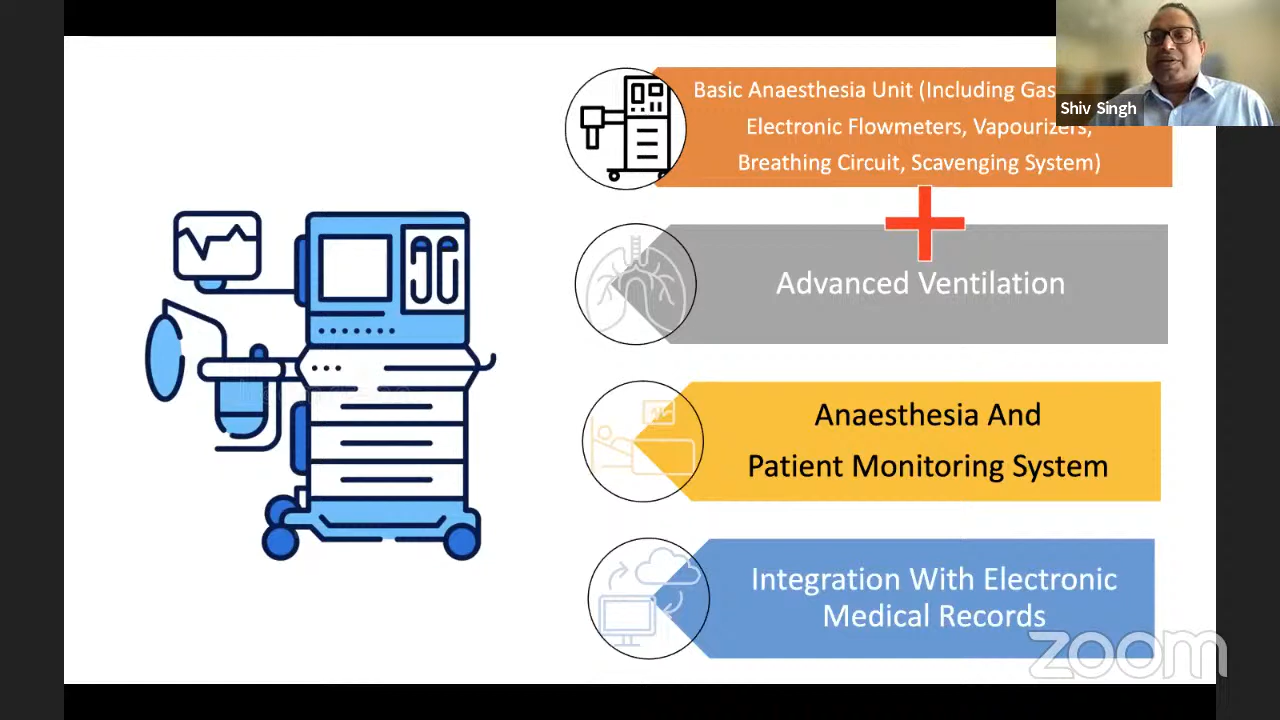 Basic Anaesthesia Unit (Including Gas
Electronic Flowmeters, Vapourizers,
Breathing Circuit, Scavenging System)
Shiv Singh
Advanced Ventilation
Anaesthesia And
Patient Monitoring System
Integration With Electronic
Medical Records
zoom